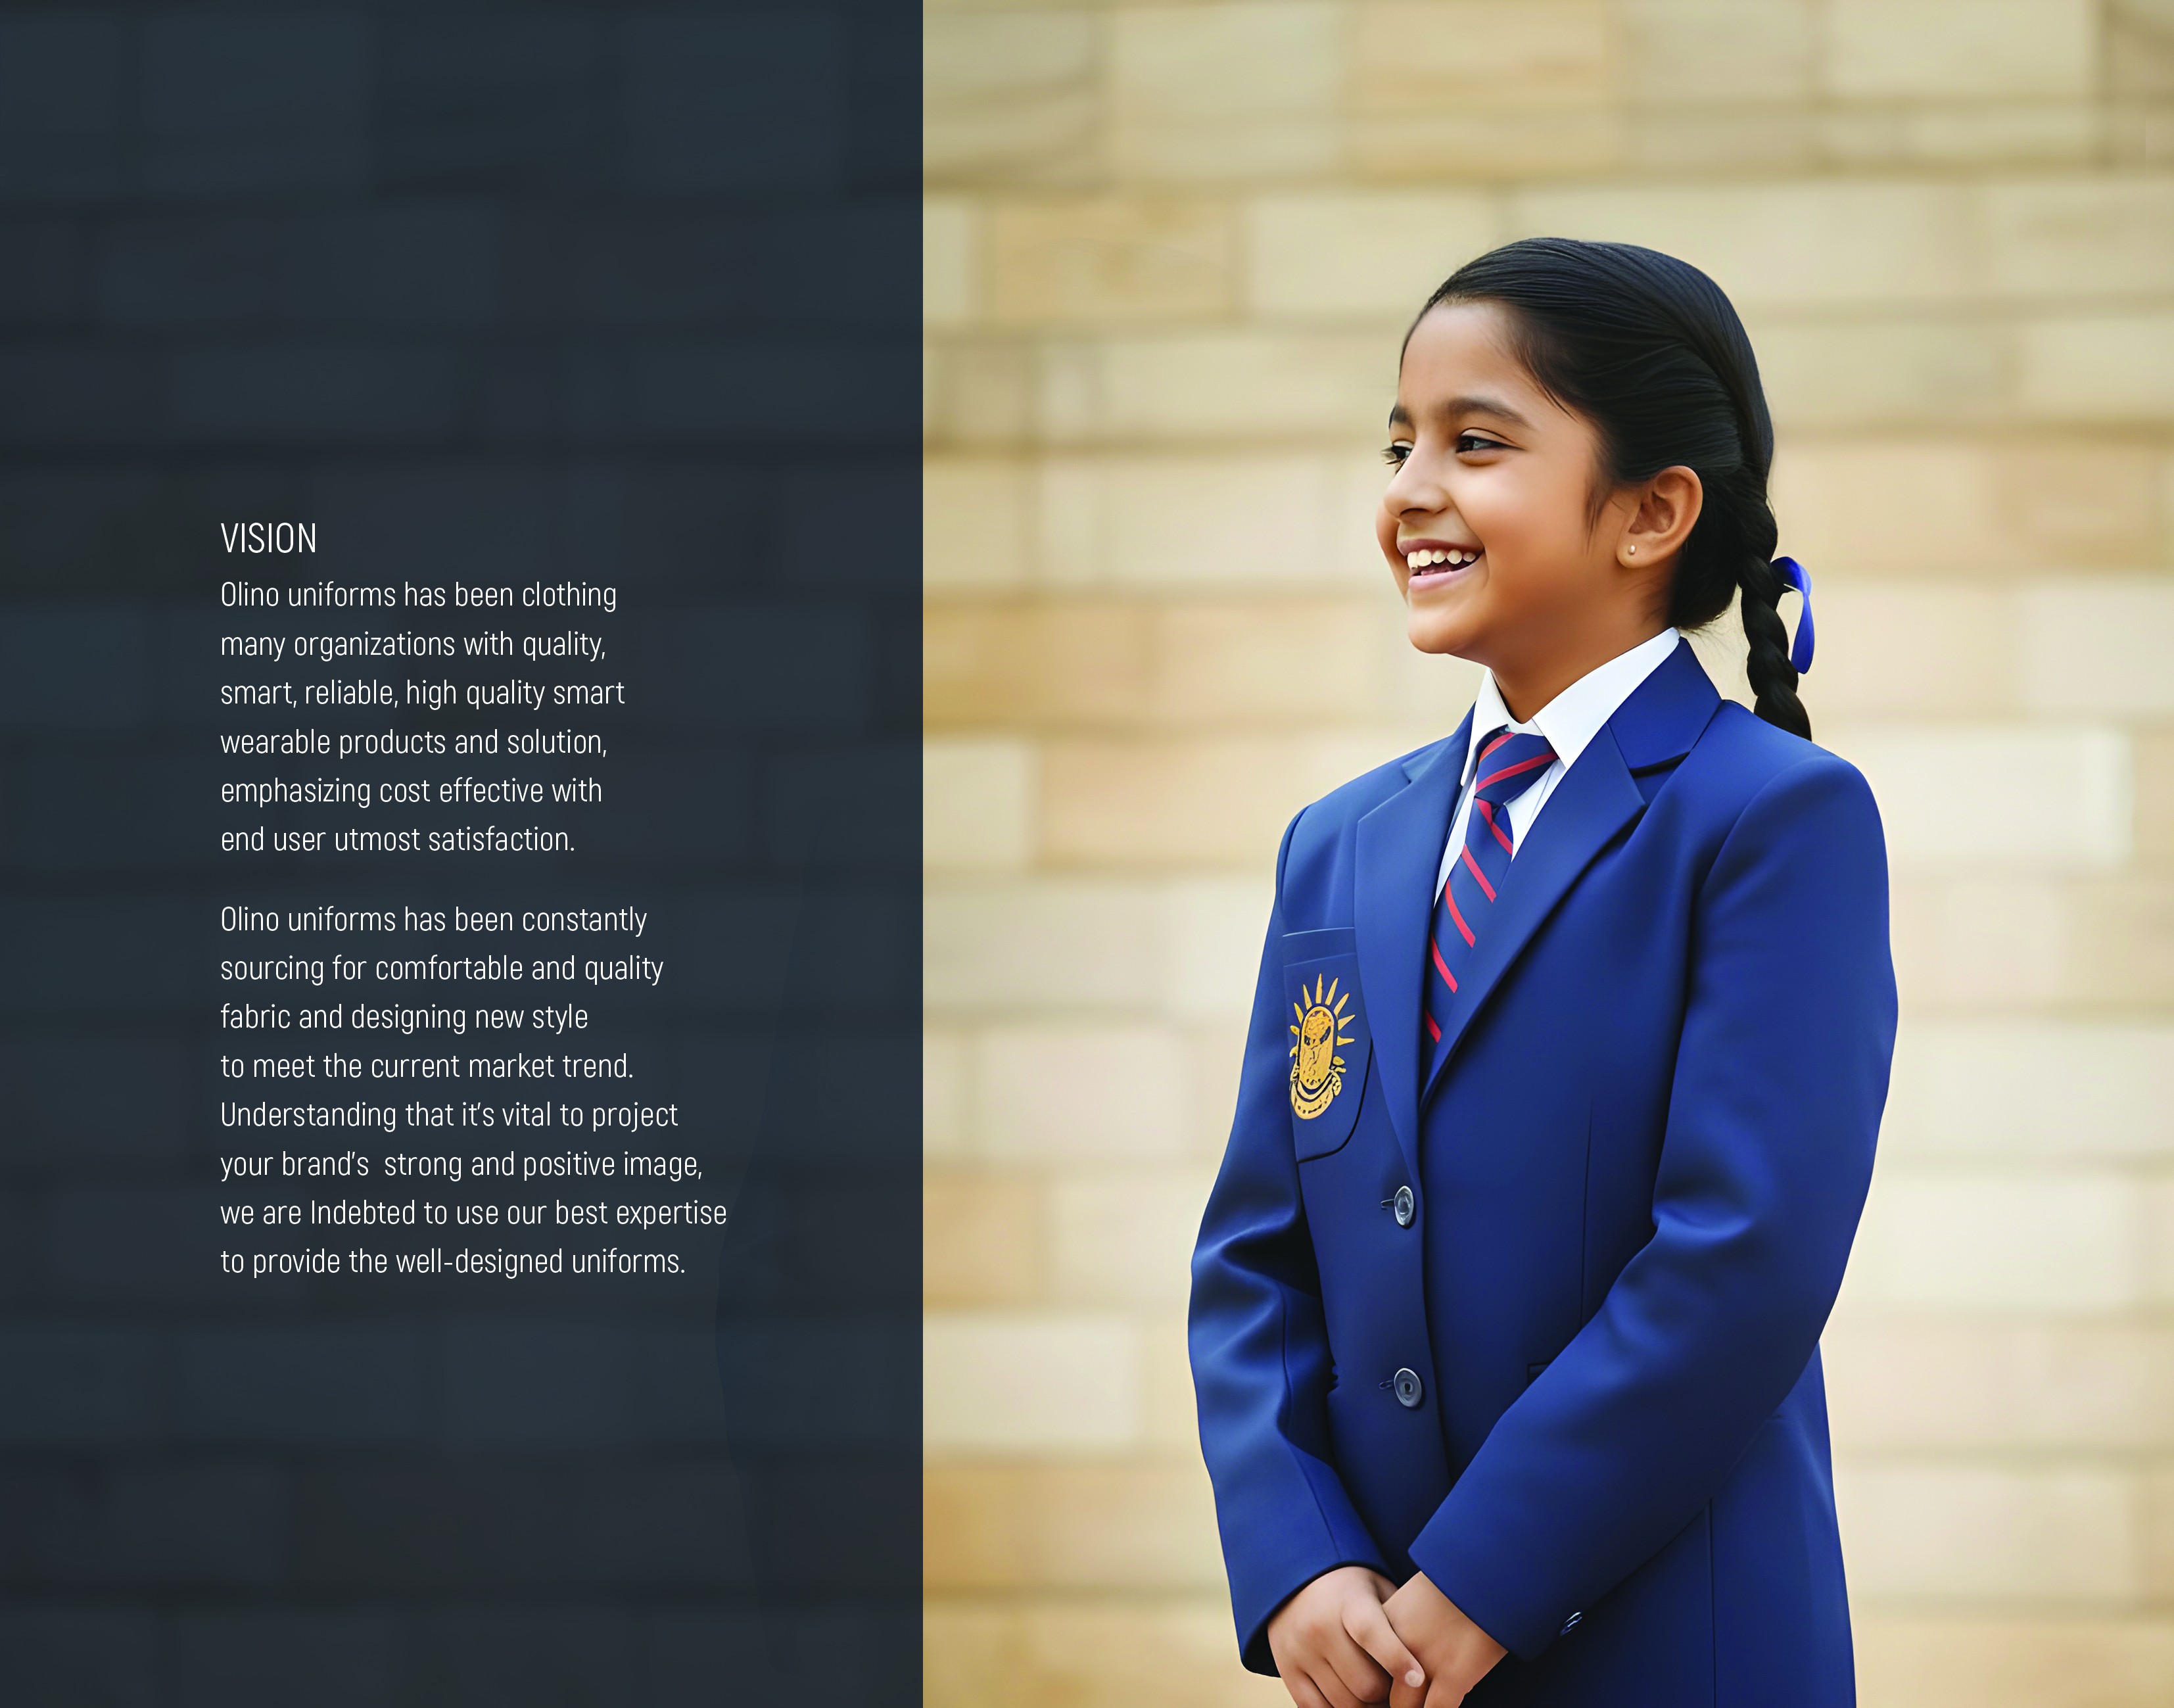 VISION
Olino uniforms has been clothing
many organizations with quality,
smart, reliable, high quality smart
wearable products and solution,
emphasizing cost effective with
end user utmost satisfaction.
Olino uniforms has been constantly
sourcing for comfortable and quality
fabric and designing new style
to meet the current market trend.
Understanding that it's vital to project
your brand's  strong and positive image,
we are Indebted to use our best expertise
to provide the well-designed uniforms.